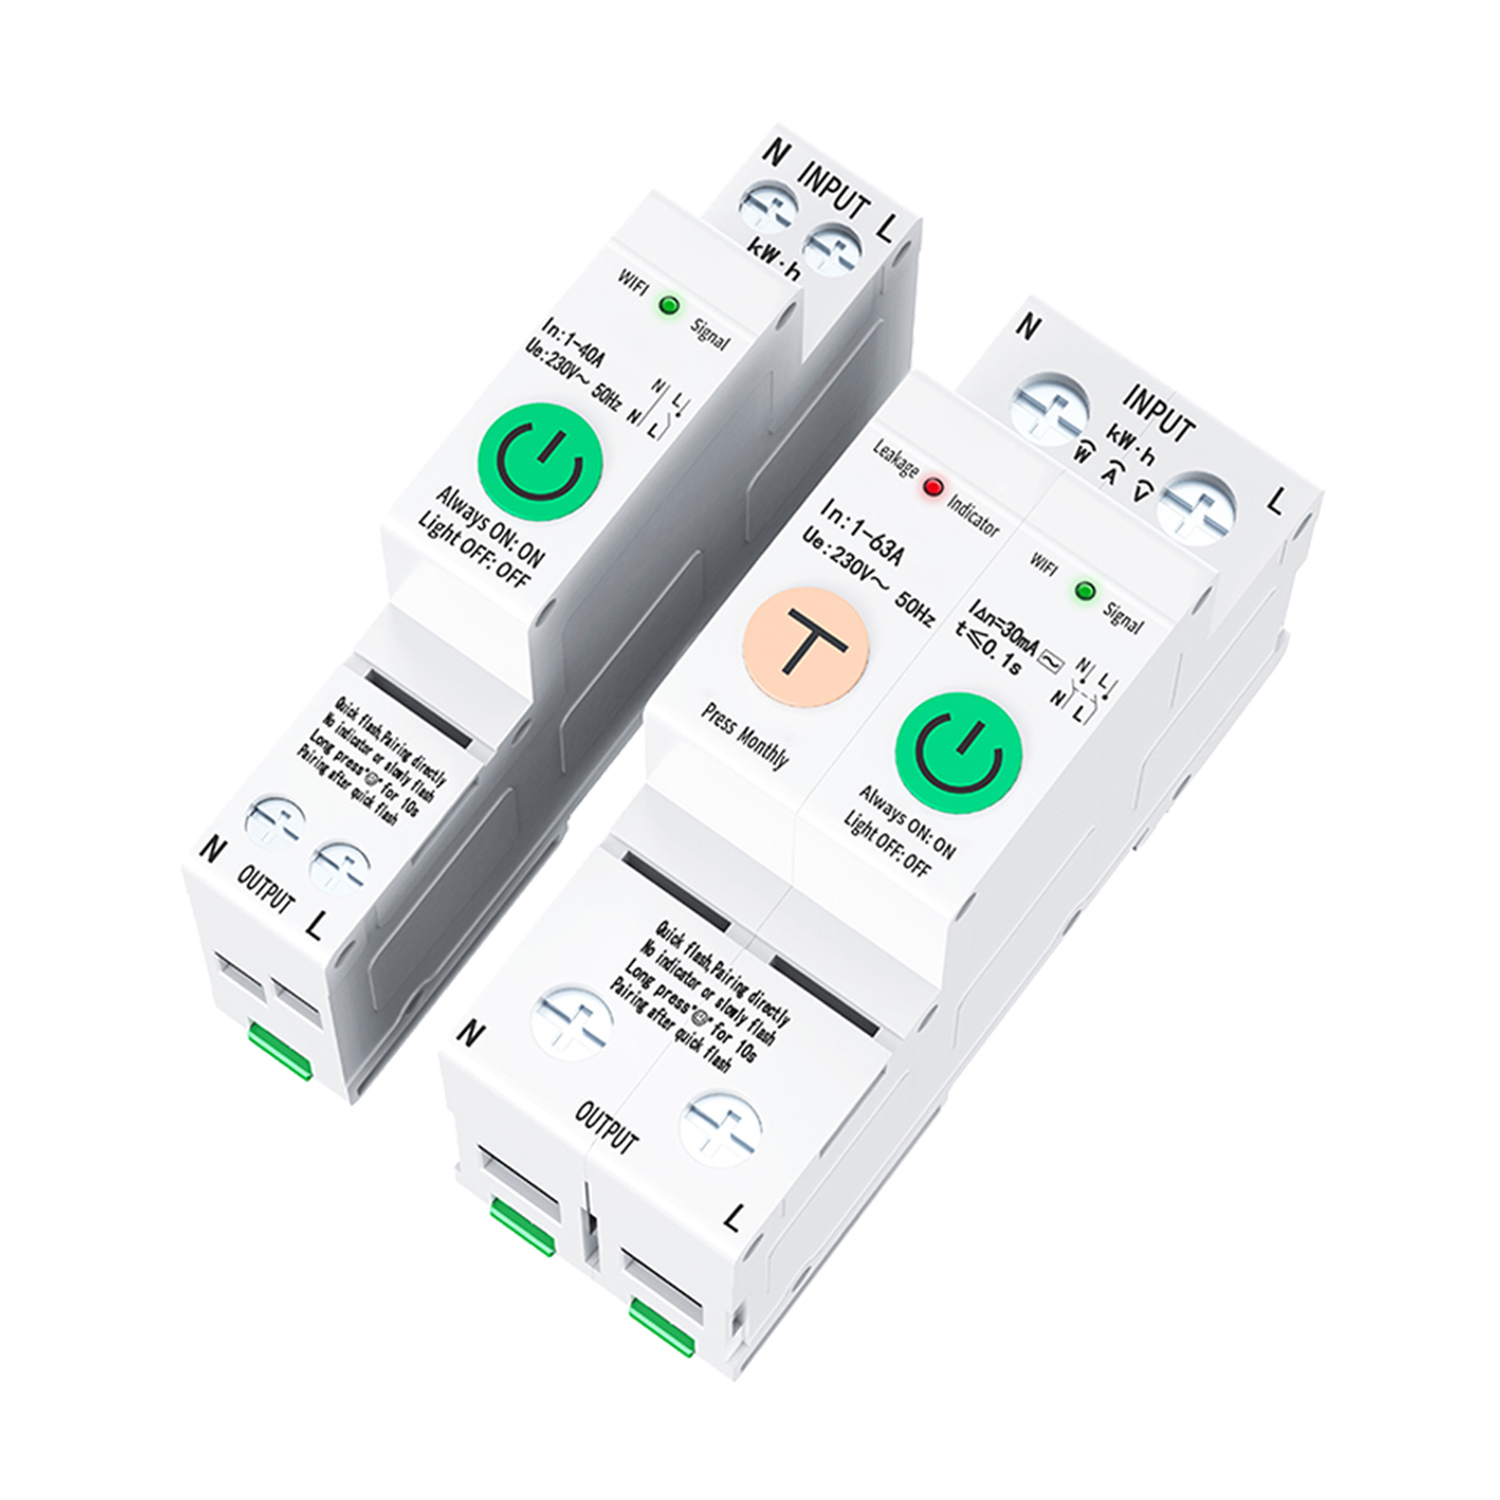 N INPUT L
kW·h
WIFI Signal
In:1-40A
Ue:230V~ 50Hz
N L
N L
Always ON: ON
Light OFF: OFF
Quick flash,Pairing directly
No indicator or slowly flash
Long press" "for 10s
Pairing after quick flash
N OUTPUT L
N INPUT L
kW·h
W A V
Leakage Indicator
In:1-63A
Ue:230V~ 50Hz
WIFI Signal
IΔn=30mA
t≤0.1s
N L
N L
T
Press Monthly
Always ON: ON
Light OFF: OFF
Quick flash,Pairing directly
No indicator or slowly flash
Long press" "for 10s
Pairing after quick flash
N OUTPUT L